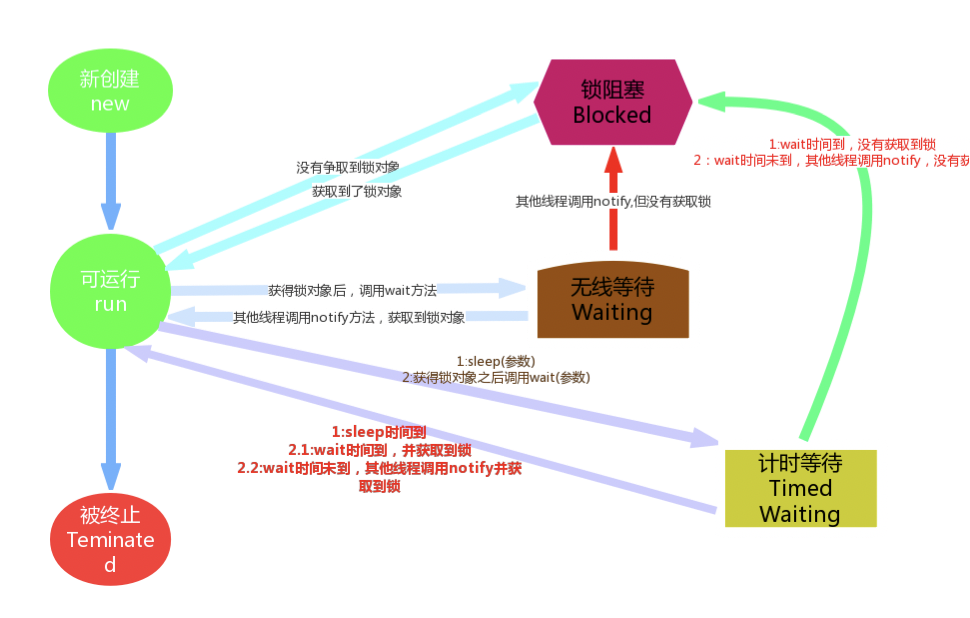 新创建
new
锁阻塞
Blocked
1:wait时间到，没有获取到锁
2：wait时间未到，其他线程调用notify，没有获
没有争取到锁对象
获取到了锁对象
其他线程调用notify,但没有获取锁
可运行
run
获得锁对象后，调用wait方法
其他线程调用notify方法，获取到锁对象
无线等待
Waiting
1:sleep(参数)
2:获得锁对象之后调用wait(参数)
1:sleep时间到
2.1:wait时间到，并获取到锁
2.2:wait时间未到，其他线程调用notify并获
取到锁
计时等待
Timed
Waiting
被终止
Teminate
d